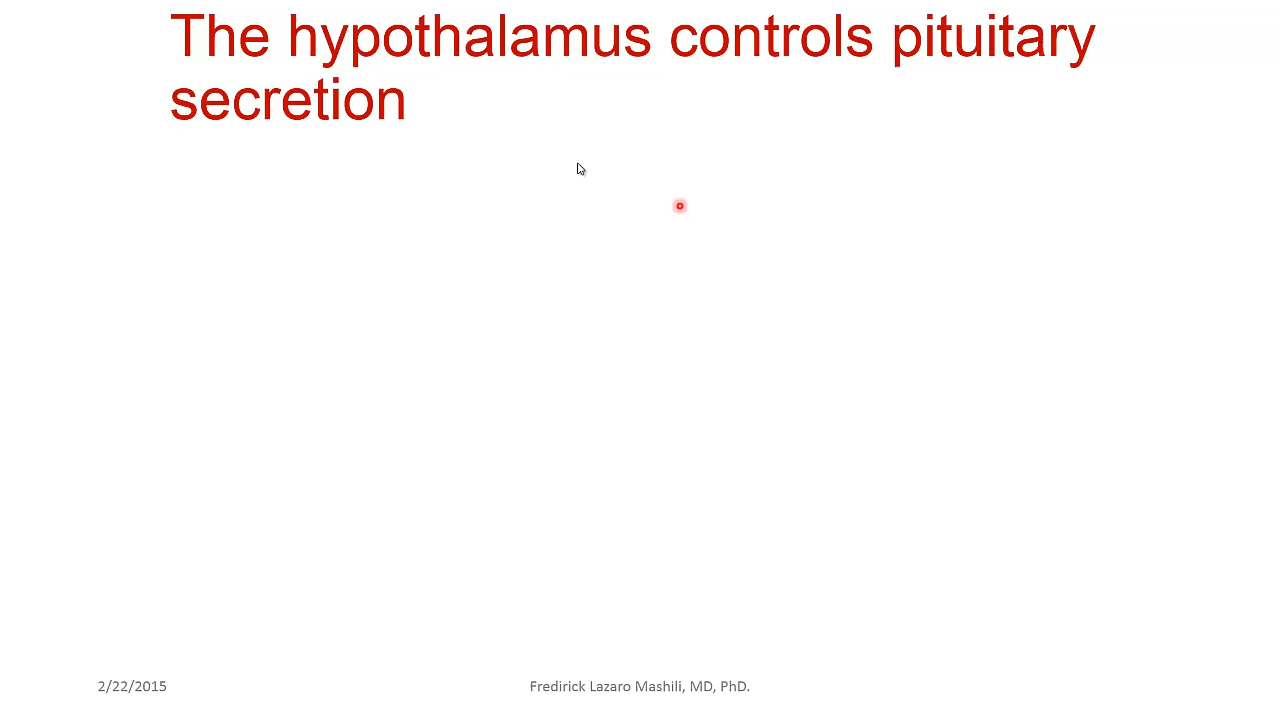 The hypothalamus controls pituitary
secretion
2/22/2015
Fredirick Lazaro Mashili, MD, PhD.